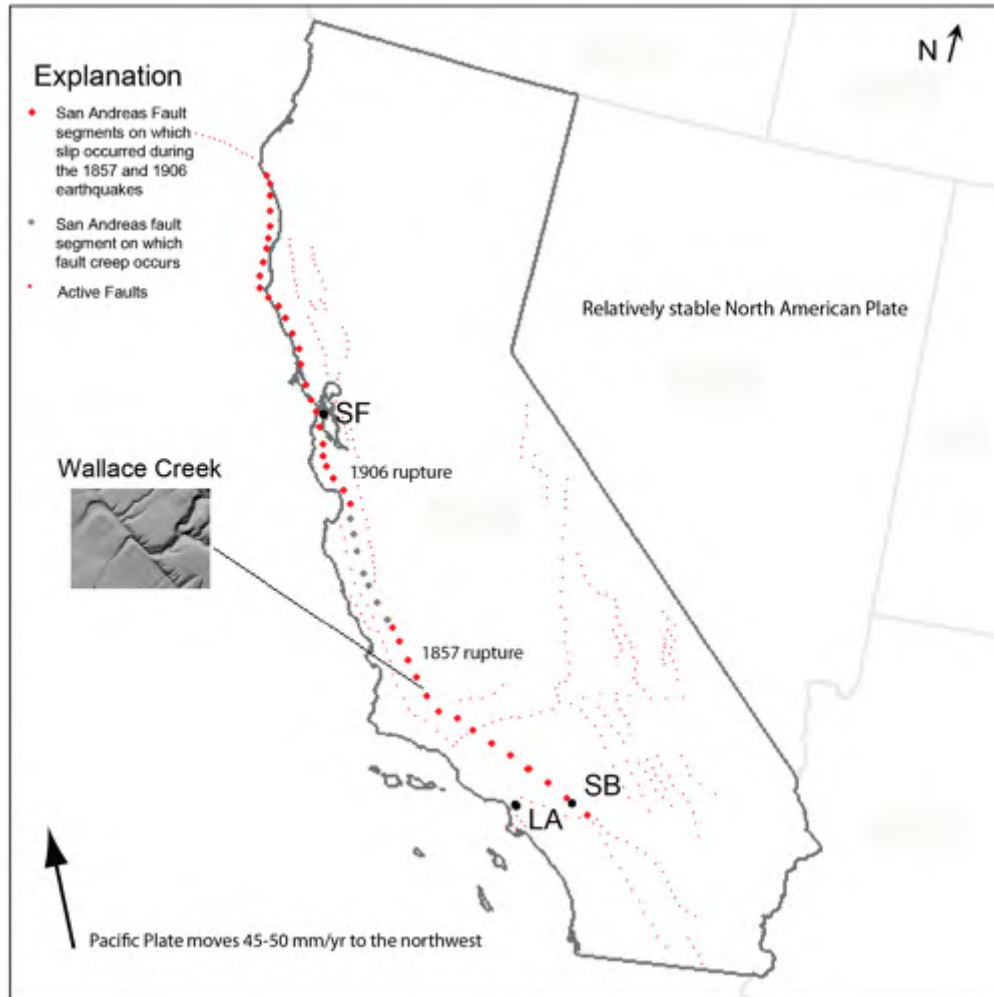 N
Explanation
San Andreas Fault
segments on which
slip occurred during
the 1857 and 1906
earthquakes
San Andreas fault
segment on which
fault creep occurs
Active Faults
Relatively stable North American Plate
SF
1906 rupture
Wallace Creek
1857 rupture
SB
LA
Pacific Plate moves 45-50 mm/yr to the northwest